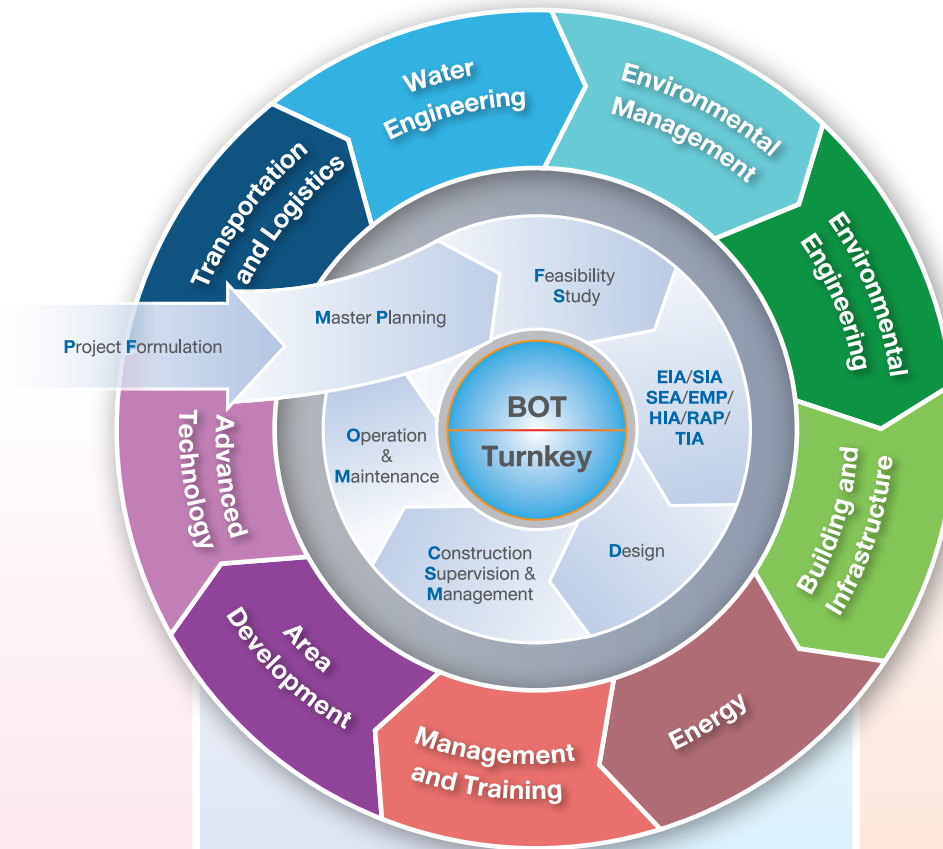 Water
Engineering
Environmental
Management
Environmental
Engineering
Building and
Infrastructure
Energy
Management
and Training
Area
Development
Advanced
Technology
Transportation
and Logistics
Project Formulation
Master Planning
Feasibility
Study
EIA/SIA
SEA/EMP/
HIA/RAP/
TIA
Design
Construction
Supervision &
Management
Operation
&
Maintenance
BOT
Turnkey